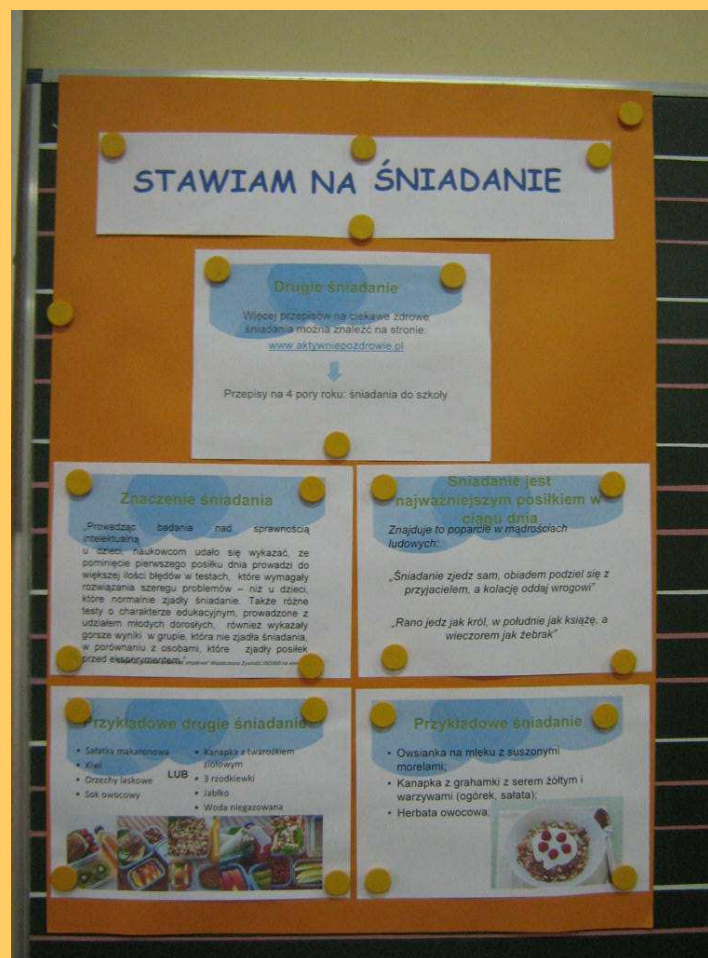 STAWIAM NA ŚNIADANIE
Drugie śniadanie
Więcej przepisów na ciekawe zdrowe
śniadania można znaleźć na stronie:
www.aktywniepozdrowie.pl
Przepisy na 4 pory roku: śniadania do szkoły
Znaczenie śniadania
„Prowadząc badania nad sprawnością
intelektualną
u dzieci, naukowcom udało się wykazać, że
pominięcie pierwszego posiłku dnia prowadzi do
większej ilości błędów w testach, które wymagały
rozwiązania szeregu problemów – niż u dzieci,
które normalnie zjadły śniadanie. Także różne
testy o charakterze edukacyjnym, prowadzone z
udziałem młodych dorosłych, również wykazały
gorsze wyniki w grupie, która nie zjadła śniadania,
w porównaniu z osobami, które zjadły posiłek
przed eksperymentem.”
Śniadanie jest
najważniejszym posiłkiem w
ciągu dnia
Znajduje to poparcie w mądrościach
ludowych:
„Śniadanie zjedz sam, obiadem podziel się z
przyjacielem, a kolację oddaj wrogowi”
„Rano jedz jak król, w południe jak książę, a
wieczorem jak żebrak”
Przykładowe drugie śniadanie
• Sałatka makaronowa
• Kiwi
• Orzechy laskowe
• Sok owocowy
LUB
• Kanapka z twarożkiem
ziołowym
• 3 rzodkiewki
• Jabłko
• Woda niegazowana
Przykładowe śniadanie
• Owsianka na mleku z suszonymi
morelami;
• Kanapka z grahamki z serem żółtym i
warzywami (ogórek, sałata);
• Herbata owocowa;